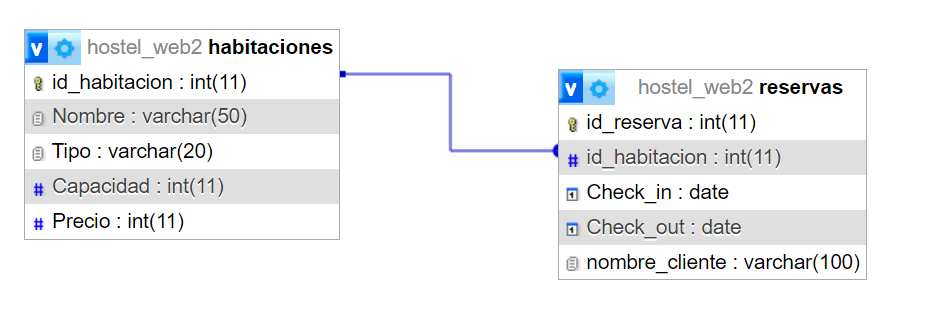 v hostel_web2 habitaciones
id_habitacion : int(11)
Nombre : varchar(50)
Tipo : varchar(20)
# Capacidad : int(11)
# Precio : int(11)
v hostel_web2 reservas
id_reserva : int(11)
# id_habitacion : int(11)
Check_in : date
Check_out : date
nombre_cliente : varchar(100)